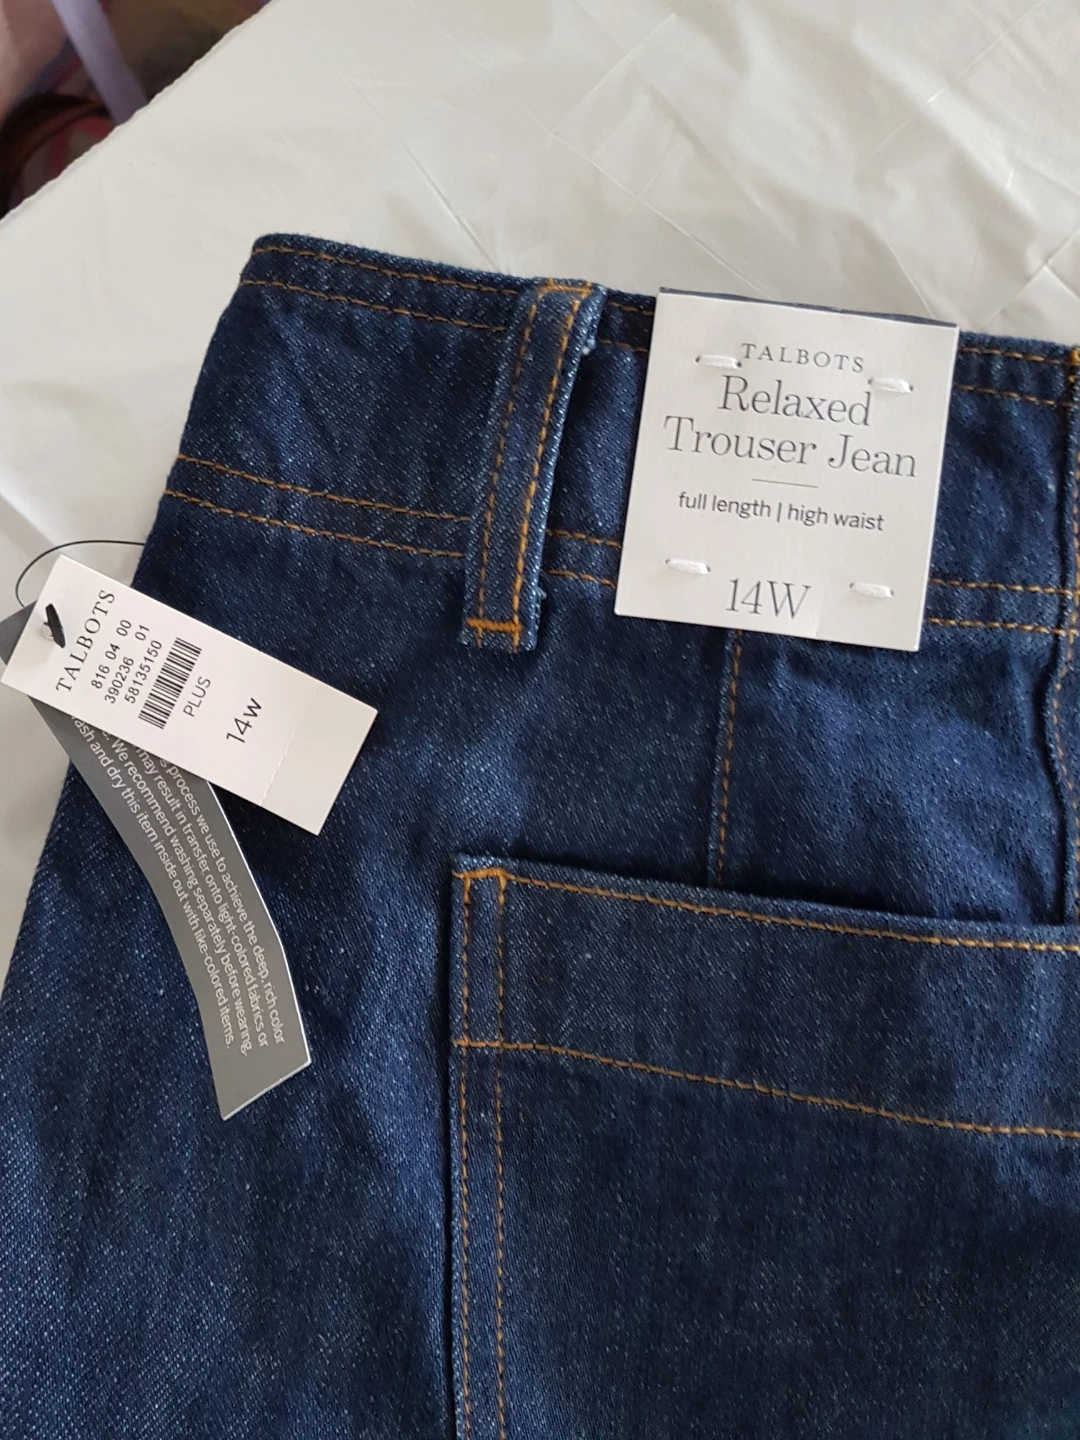 TALBOTS
Relaxed
Trouser Jean
full length | high waist
14W
TALBOTS
816 04 00
390236 01
58135150
PLUS
14w
process we use to achieve the deep, rich color
may result in transfer onto light-colored fabrics or
We recommend washing separately before wearing.
and dry this item inside out with like-colored items.